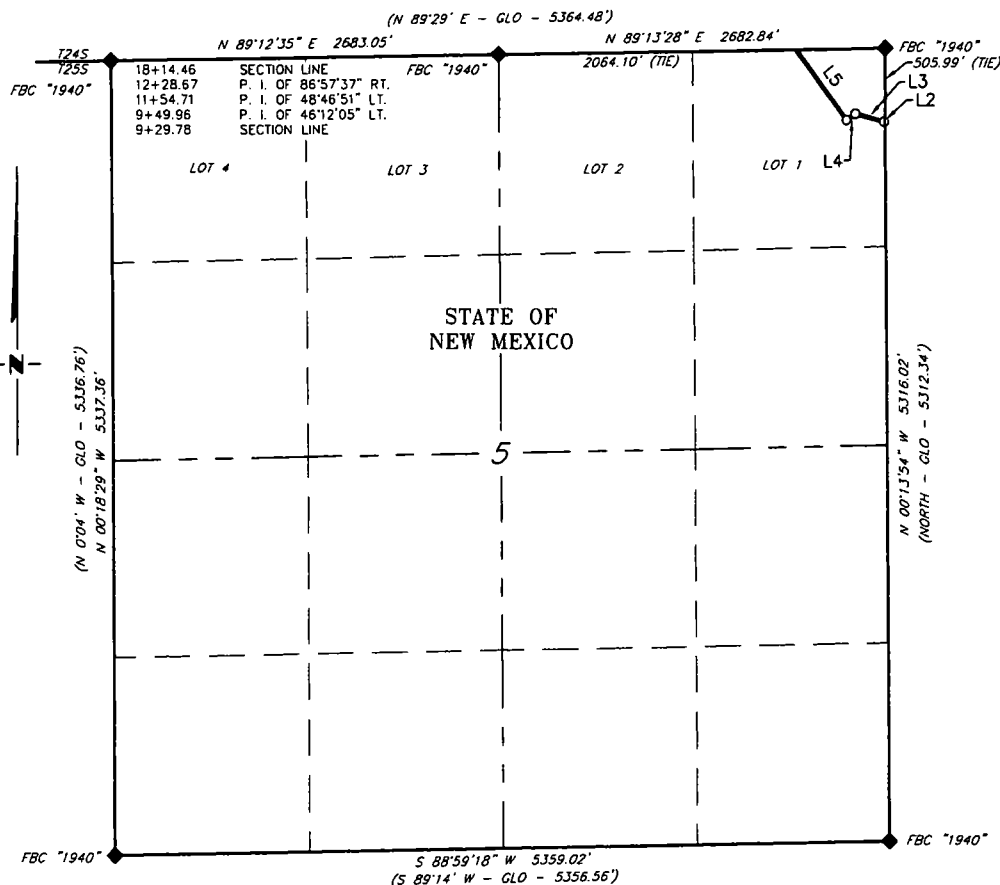 (N 89°29' E - GLO - 5364.48')
N 89°12'35" E 2683.05'
N 89°13'28" E 2682.84'
T24S
T25S
FBC "1940"
FBC "1940"
FBC "1940"
2064.10' (TIE)
505.99' (TIE)
18+14.46 SECTION LINE
12+28.67 P. I. OF 86°57'37" RT.
11+54.71 P. I. OF 48°46'51" LT.
9+49.96 P. I. OF 46°12'05" LT.
9+29.78 SECTION LINE
L5
L3
L2
L4
LOT 4
LOT 3
LOT 2
LOT 1
STATE OF
NEW MEXICO
Z
5
(N 0°04' W - GLO - 5336.76')
N 00°18'29" W 5337.36'
N 00°13'54" W 5316.02'
(NORTH - GLO - 5312.34')
FBC "1940"
FBC "1940"
S 88°59'18" W 5359.02'
(S 89°14' W - GLO - 5356.56')